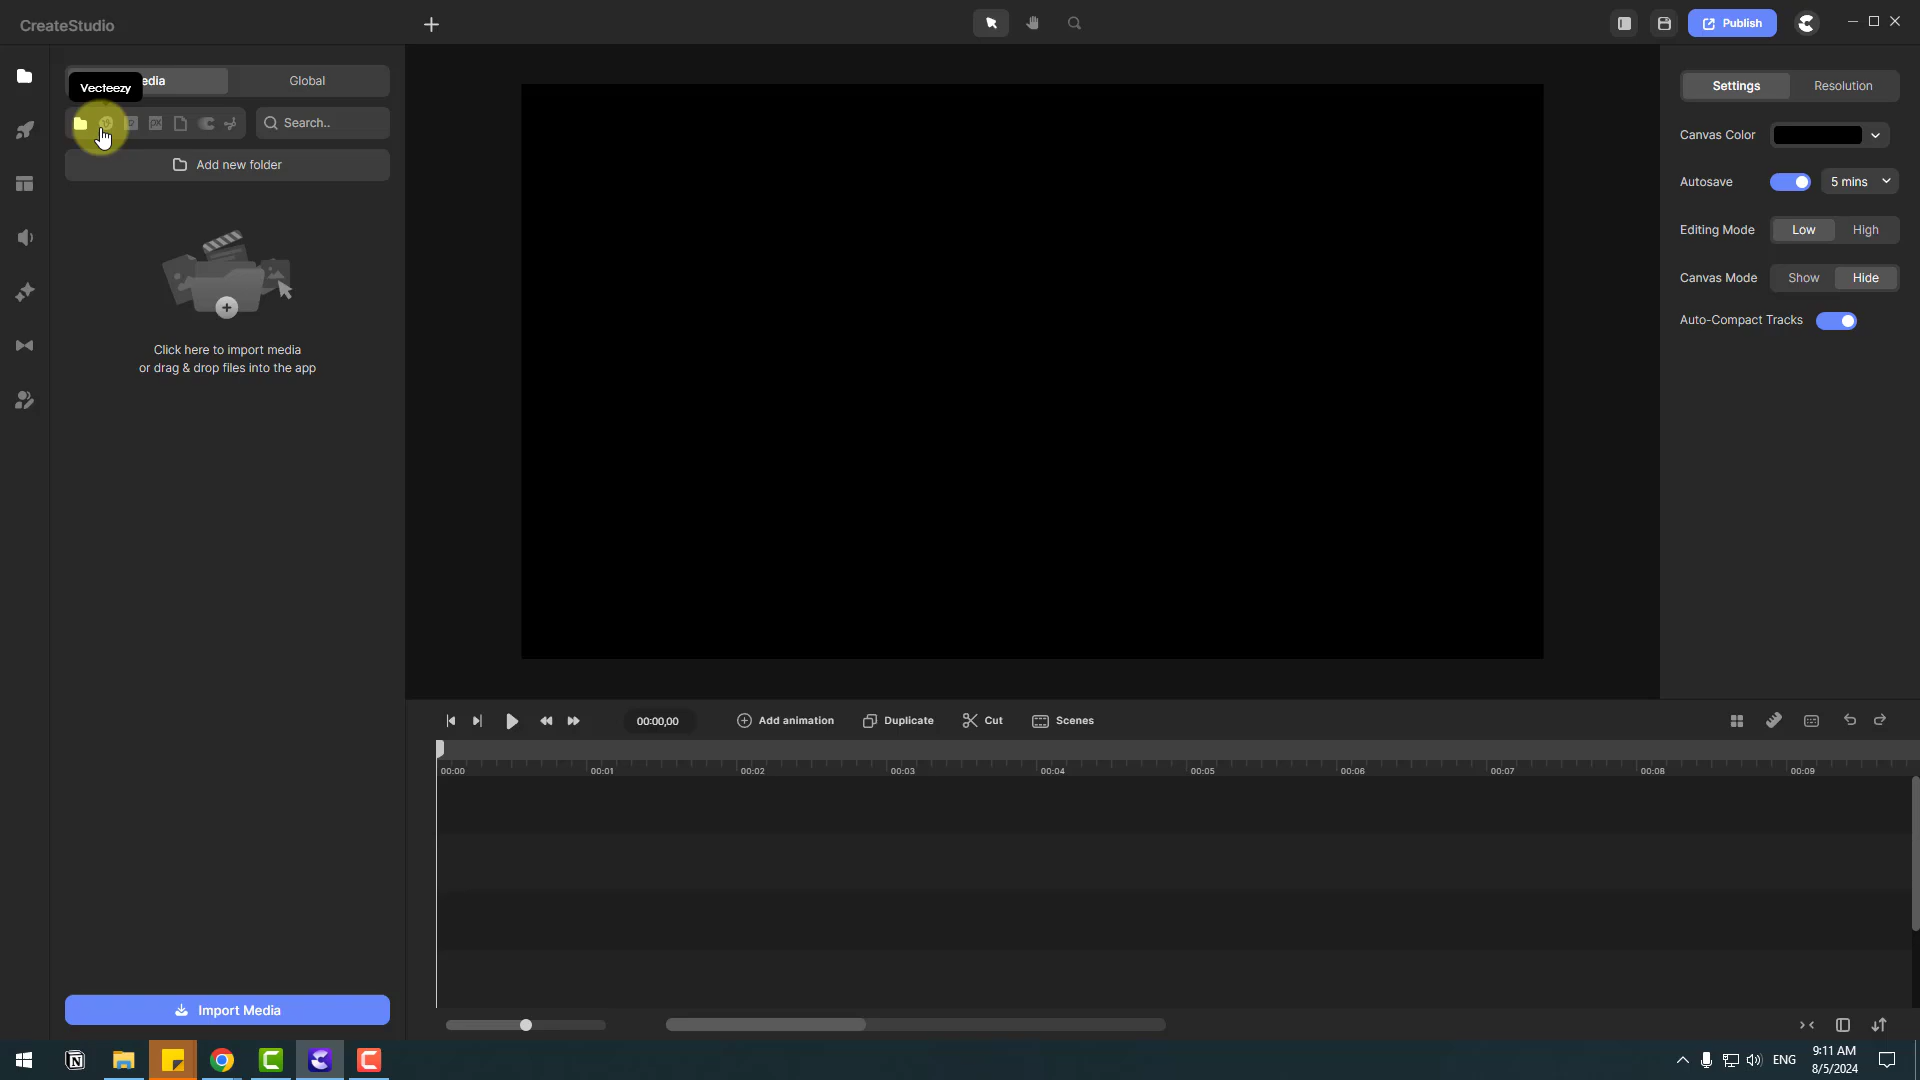 CreateStudio
Publish
edia
Global
Vecteezy
Search..
Add new folder
Click here to import media
or drag & drop files into the app
Import Media
Settings
Resolution
Canvas Color
Autosave
5 mins
Editing Mode
Low
High
Canvas Mode
Show
Hide
Auto-Compact Tracks
00:00,00
Add animation
Duplicate
Cut
Scenes
00:00
00:01
00:02
00:03
00:04
00:05
00:06
00:07
00:08
00:09
ENG
9:11 AM
8/5/2024